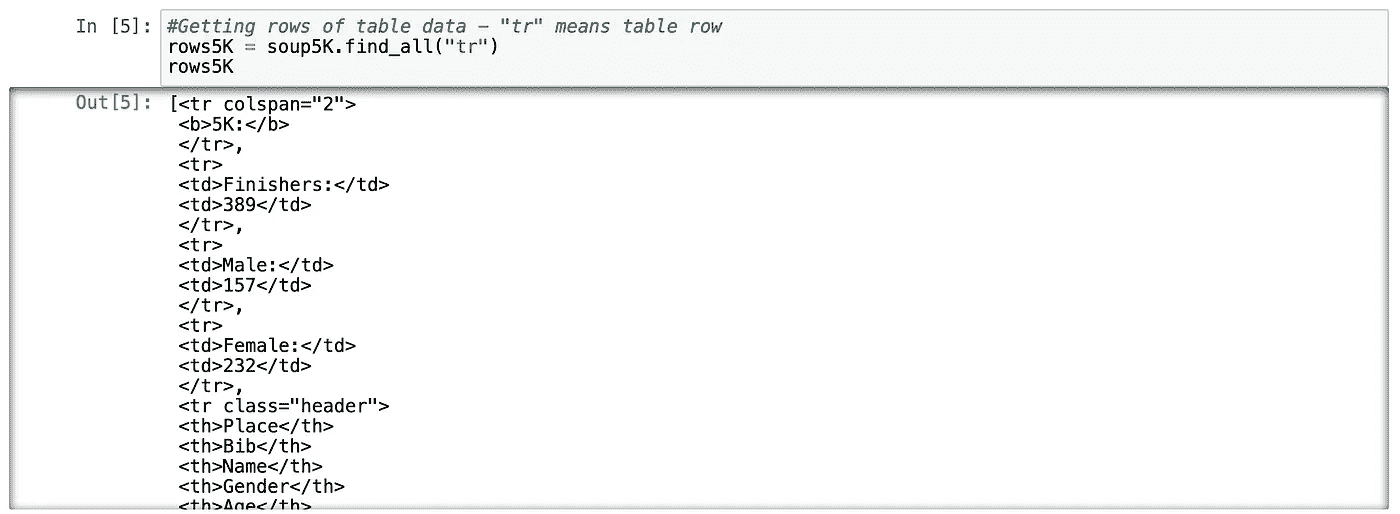 In [5]: #Getting rows of table data – "tr" means table row
rows5K = soup5K.find_all("tr")
rows5K
Out[5]: [<tr colspan="2">
<b>5K:</b>
</tr>,
<tr>
<td>Finishers:</td>
<td>389</td>
</tr>,
<tr>
<td>Male:</td>
<td>157</td>
</tr>,
<tr>
<td>Female:</td>
<td>232</td>
</tr>,
<tr class="header">
<th>Place</th>
<th>Bib</th>
<th>Name</th>
<th>Gender</th>
<th>Age</th>